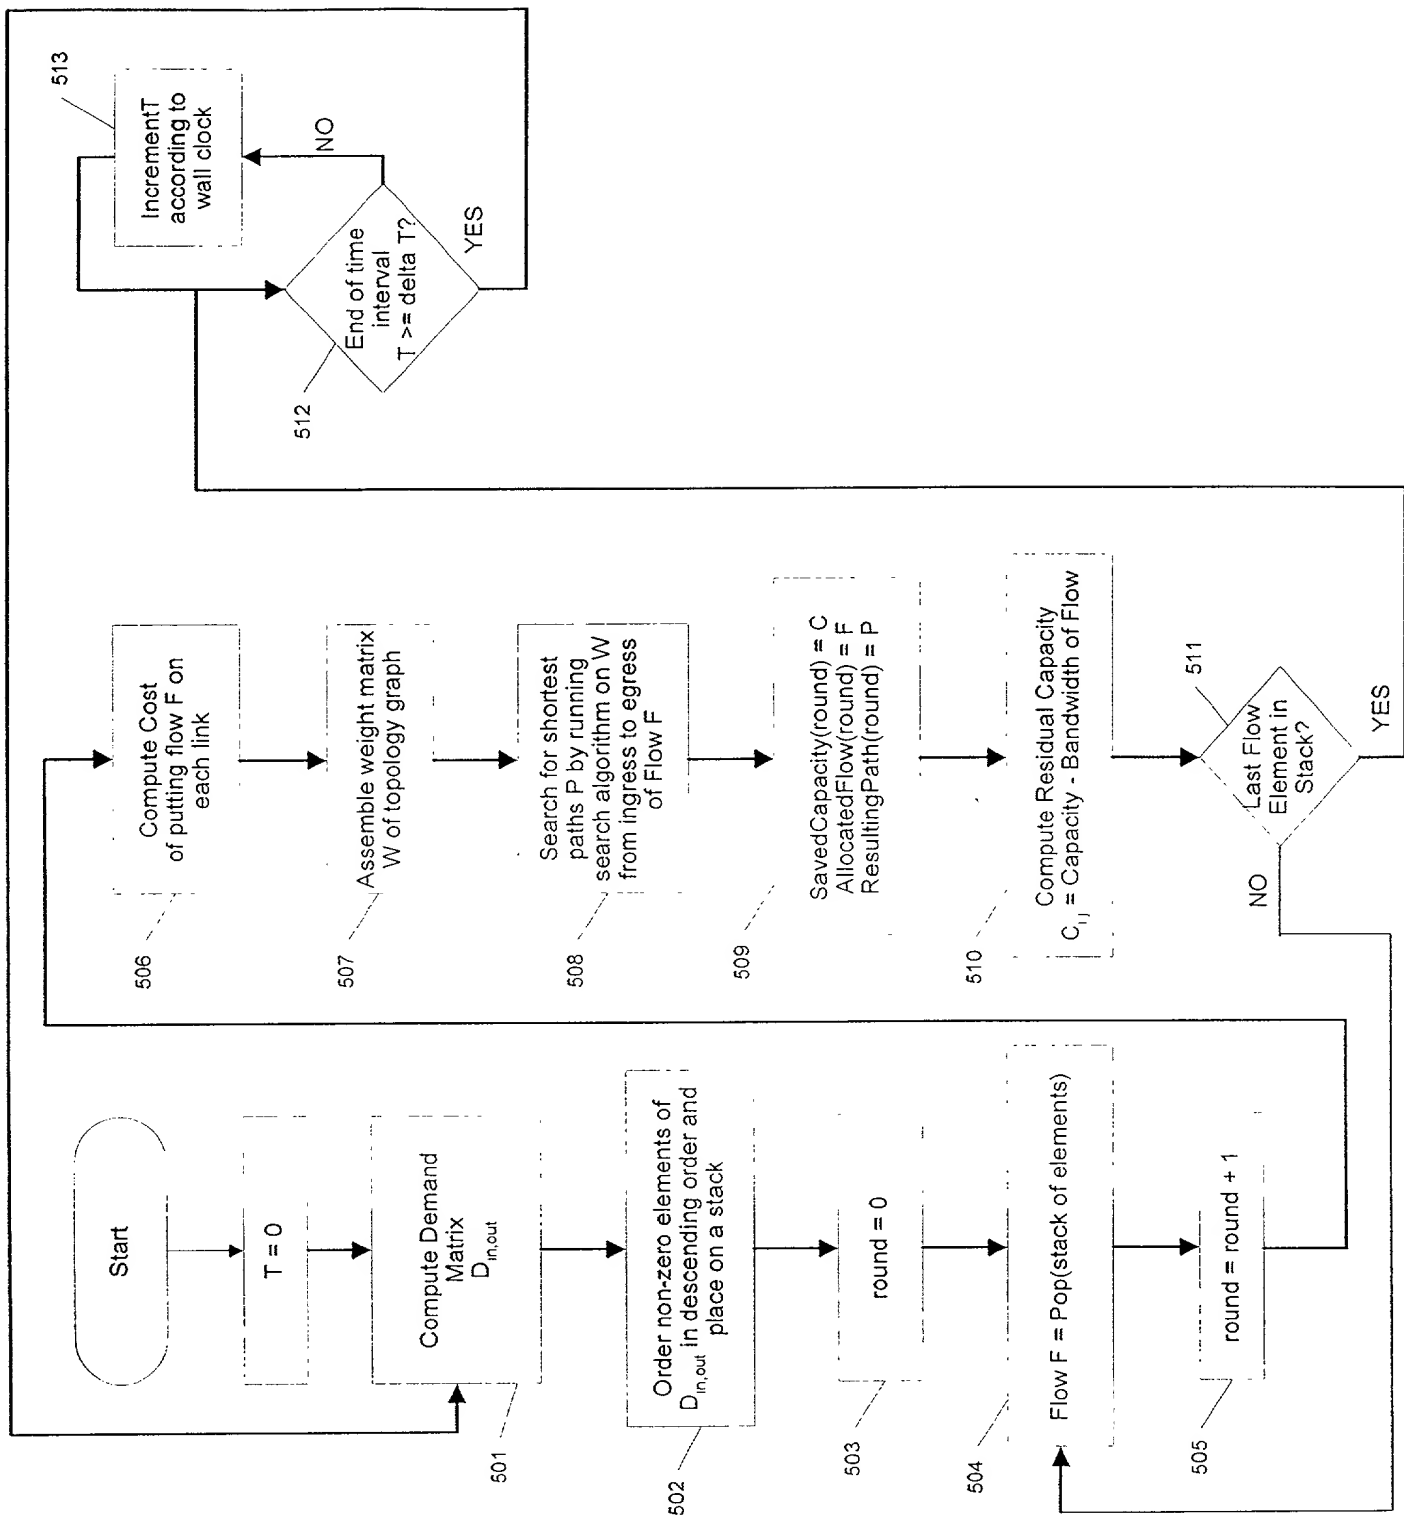 Start
T = 0
Compute Demand
Matrix
D in,out
501
Order non-zero elements of
D in,out in descending order and
place on a stack
502
round = 0
503
Flow F = Pop(stack of elements)
504
round = round + 1
505
Compute Cost
of putting flow F on
each link
506
Assemble weight matrix
W of topology graph
507
Search for shortest
paths P by running
search algorithm on W
from ingress to egress
of Flow F
508
SavedCapacity(round) = C
AllocatedFlow(round) = F
ResultingPath(round) = P
509
Compute Residual Capacity
C i j = Capacity - Bandwidth of Flow
510
Last Flow
Element in
Stack?
511
NO
YES
End of time
interval
T >= delta T?
512
NO
YES
IncrementT
according to
wall clock
513